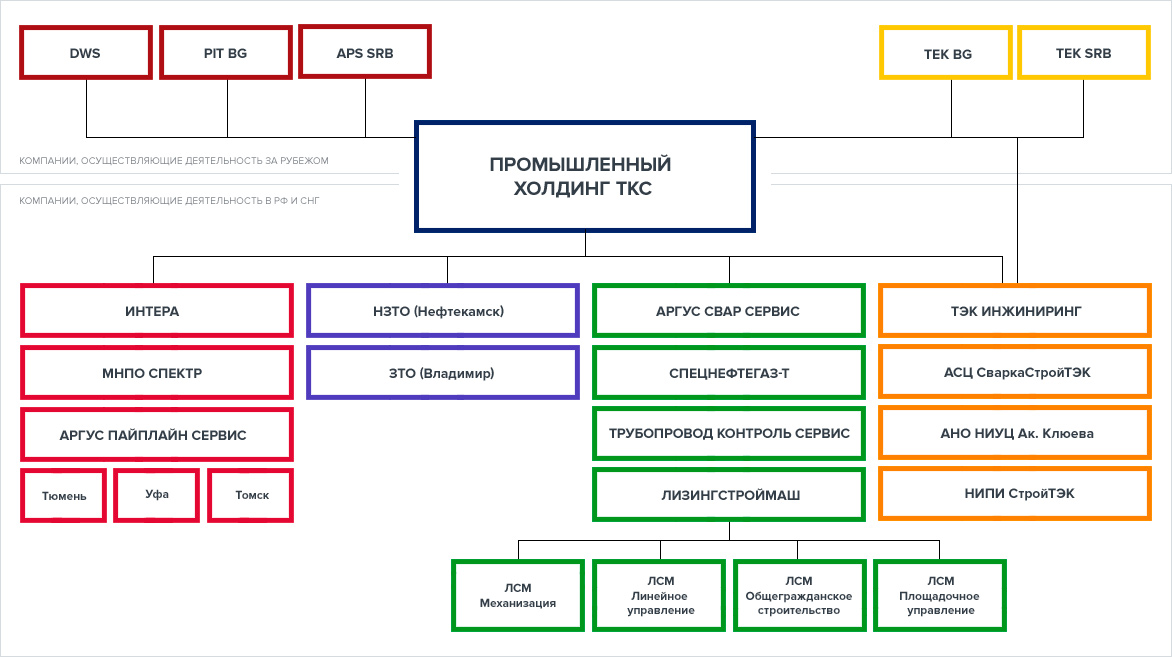 DWS
PIT BG
APS SRB
ТЕК BG
ТЕК SRB
ПРОМЫШЛЕННЫЙ
ХОЛДИНГ ТКС
КОМПАНИИ, ОСУЩЕСТВЛЯЮЩИЕ ДЕЯТЕЛЬНОСТЬ ЗА РУБЕЖОМ
КОМПАНИИ, ОСУЩЕСТВЛЯЮЩИЕ ДЕЯТЕЛЬНОСТЬ В РФ И СНГ
ИНТЕРА
НЗТО (Нефтекамск)
АРГУС СВАР СЕРВИС
ТЭК ИНЖИНИРИНГ
МНПО СПЕКТР
ЗТО (Владимир)
СПЕЦНЕФТЕГАЗ-Т
АСЦ СваркаСтройТЭК
АРГУС ПАЙПЛАЙН СЕРВИС
ТРУБОПРОВОД КОНТРОЛЬ СЕРВИС
АНО НИУЦ Ак. Клюева
Тюмень
Уфа
Томск
ЛИЗИНГСТРОЙМАШ
НИПИ СтройТЭК
ЛСМ
Механизация
ЛСМ
Линейное
управление
ЛСМ
Общегражданское
строительство
ЛСМ
Площадочное
управление